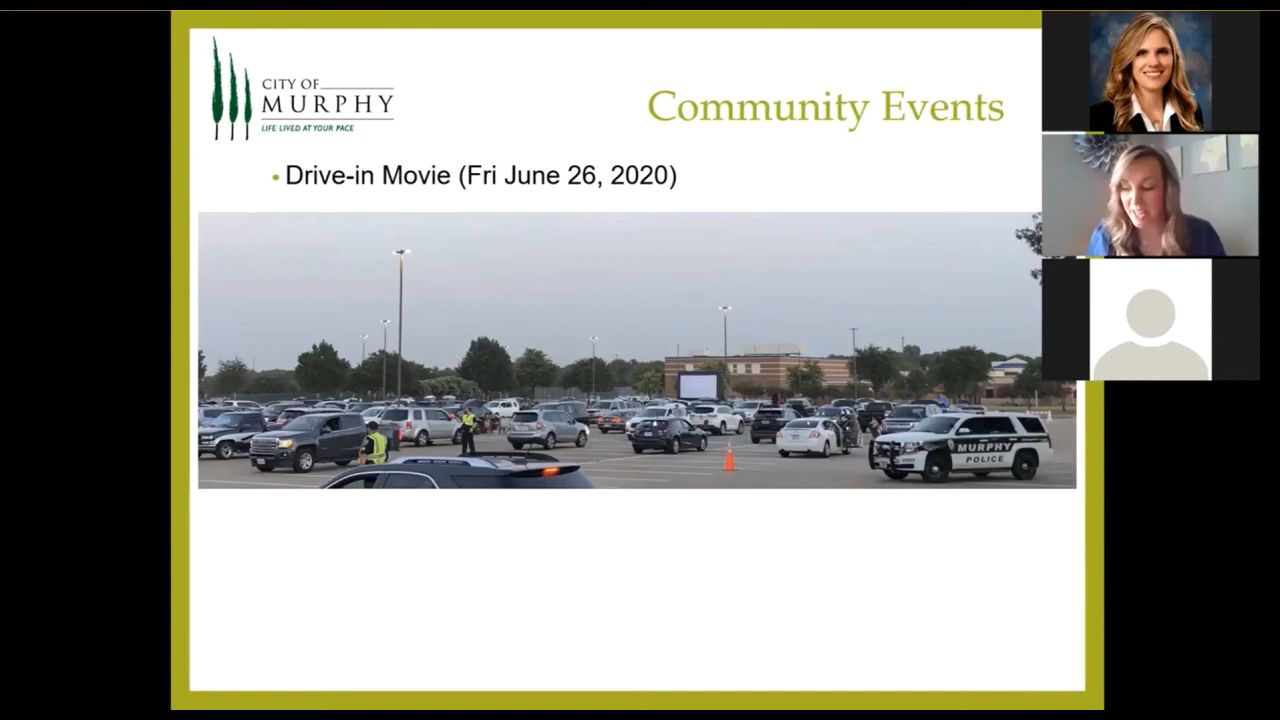 CITY OF
MURPHY
LIFE LIVED AT YOUR PACE
Community Events
• Drive-in Movie (Fri June 26, 2020)
MURPHY
POLICE